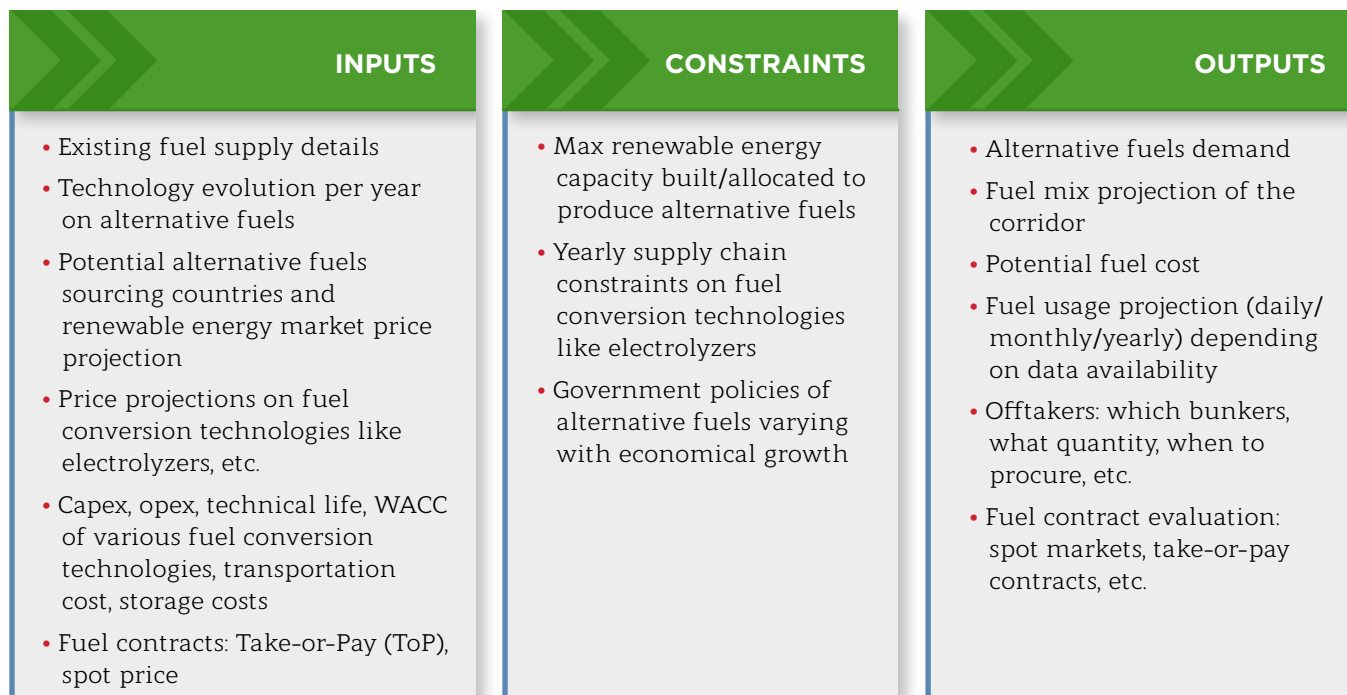 INPUTS
• Existing fuel supply details
• Technology evolution per year
on alternative fuels
• Potential alternative fuels
sourcing countries and
renewable energy market price
projection
• Price projections on fuel
conversion technologies like
electrolyzers, etc.
• Capex, opex, technical life, WACC
of various fuel conversion
technologies, transportation
cost, storage costs
• Fuel contracts: Take-or-Pay (ToP),
spot price
CONSTRAINTS
• Max renewable energy
capacity built/allocated to
produce alternative fuels
• Yearly supply chain
constraints on fuel
conversion technologies
like electrolyzers
• Government policies of
alternative fuels varying
with economical growth
OUTPUTS
• Alternative fuels demand
• Fuel mix projection of the
corridor
• Potential fuel cost
• Fuel usage projection (daily/
monthly/yearly) depending
on data availability
• Offtakers: which bunkers,
what quantity, when to
procure, etc.
• Fuel contract evaluation:
spot markets, take-or-pay
contracts, etc.